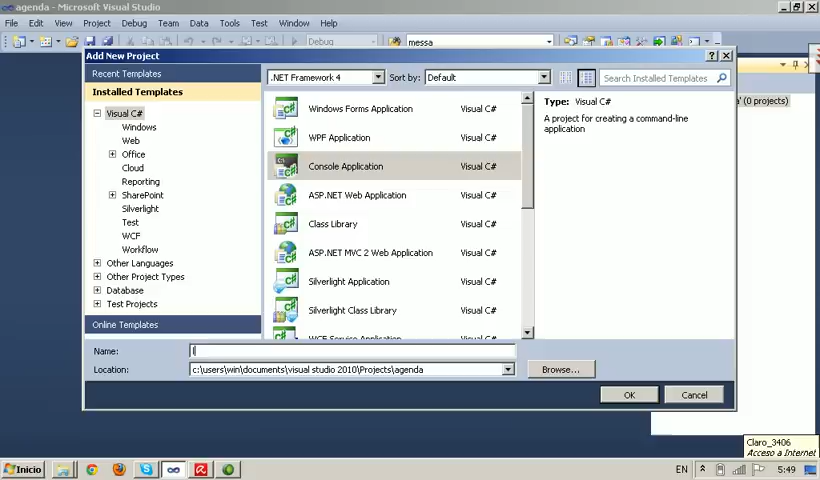 agenda - Microsoft Visual Studio
File Edit View Project Debug Team Data Tools Test Window Help
Debug messa
Add New Project
Recent Templates
.NET Framework 4 Sort by: Default Search Installed Templates
Installed Templates
Visual C#
Windows
Web
Office
Cloud
Reporting
SharePoint
Silverlight
Test
WCF
Workflow
Other Languages
Other Project Types
Database
Test Projects
Online Templates
Windows Forms Application Visual C#
WPF Application Visual C#
Console Application Visual C#
ASP.NET Web Application Visual C#
Class Library Visual C#
ASP.NET MVC 2 Web Application Visual C#
Silverlight Application Visual C#
Silverlight Class Library Visual C#
WCF Service Application Visual C#
Type: Visual C#
A project for creating a command-line
application
a' (0 projects)
Name:
Location: c:\users\win\documents\visual studio 2010\Projects\agenda Browse...
OK Cancel
Claro_3406
Acceso a Internet
Inicio EN 5:49